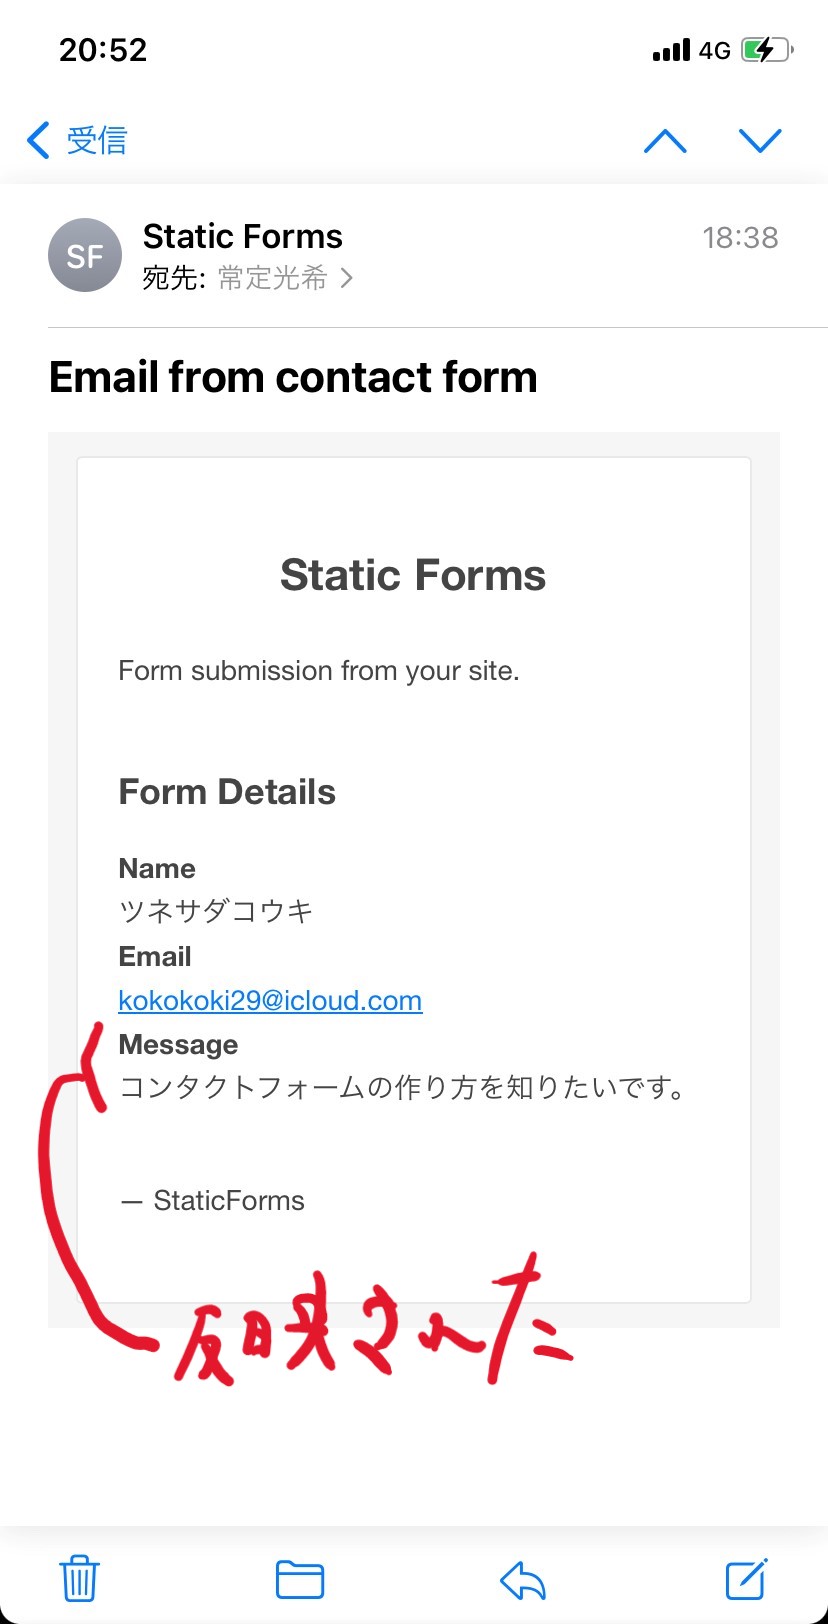 20:52
4G
受信
SF
Static Forms
18:38
宛先: 常定光希
Email from contact form
Static Forms
Form submission from your site.
Form Details
Name
ツネサダコウキ
Email
kokokoki29@icloud.com
Message
コンタクトフォームの作り方を知りたいです。
— StaticForms
反映された